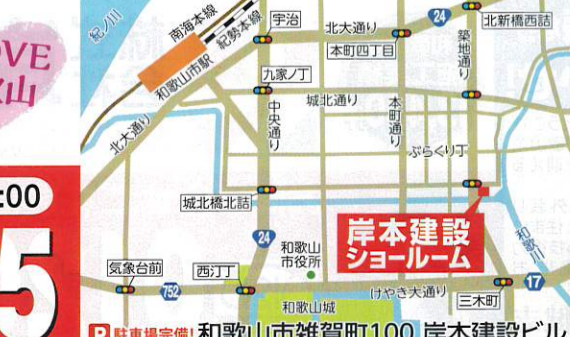 紀ノ川
南海本線
紀勢本線
和歌山市駅
宇治
北大通り
24
北新橋西詰
本町四丁目
築地通り
九家ノ丁
城北通り
中央通り
本町通り
北大通り
ぶらくり丁
城北橋北詰
24
和歌山
市役所
岸本建設
ショールーム
和歌川
気象台前
752
西汀丁
けやき大通り
17
三木町
和歌山城
P 駐車場完備! 和歌山市雑賀町100 岸本建設ビル
OVE
山
:00
5